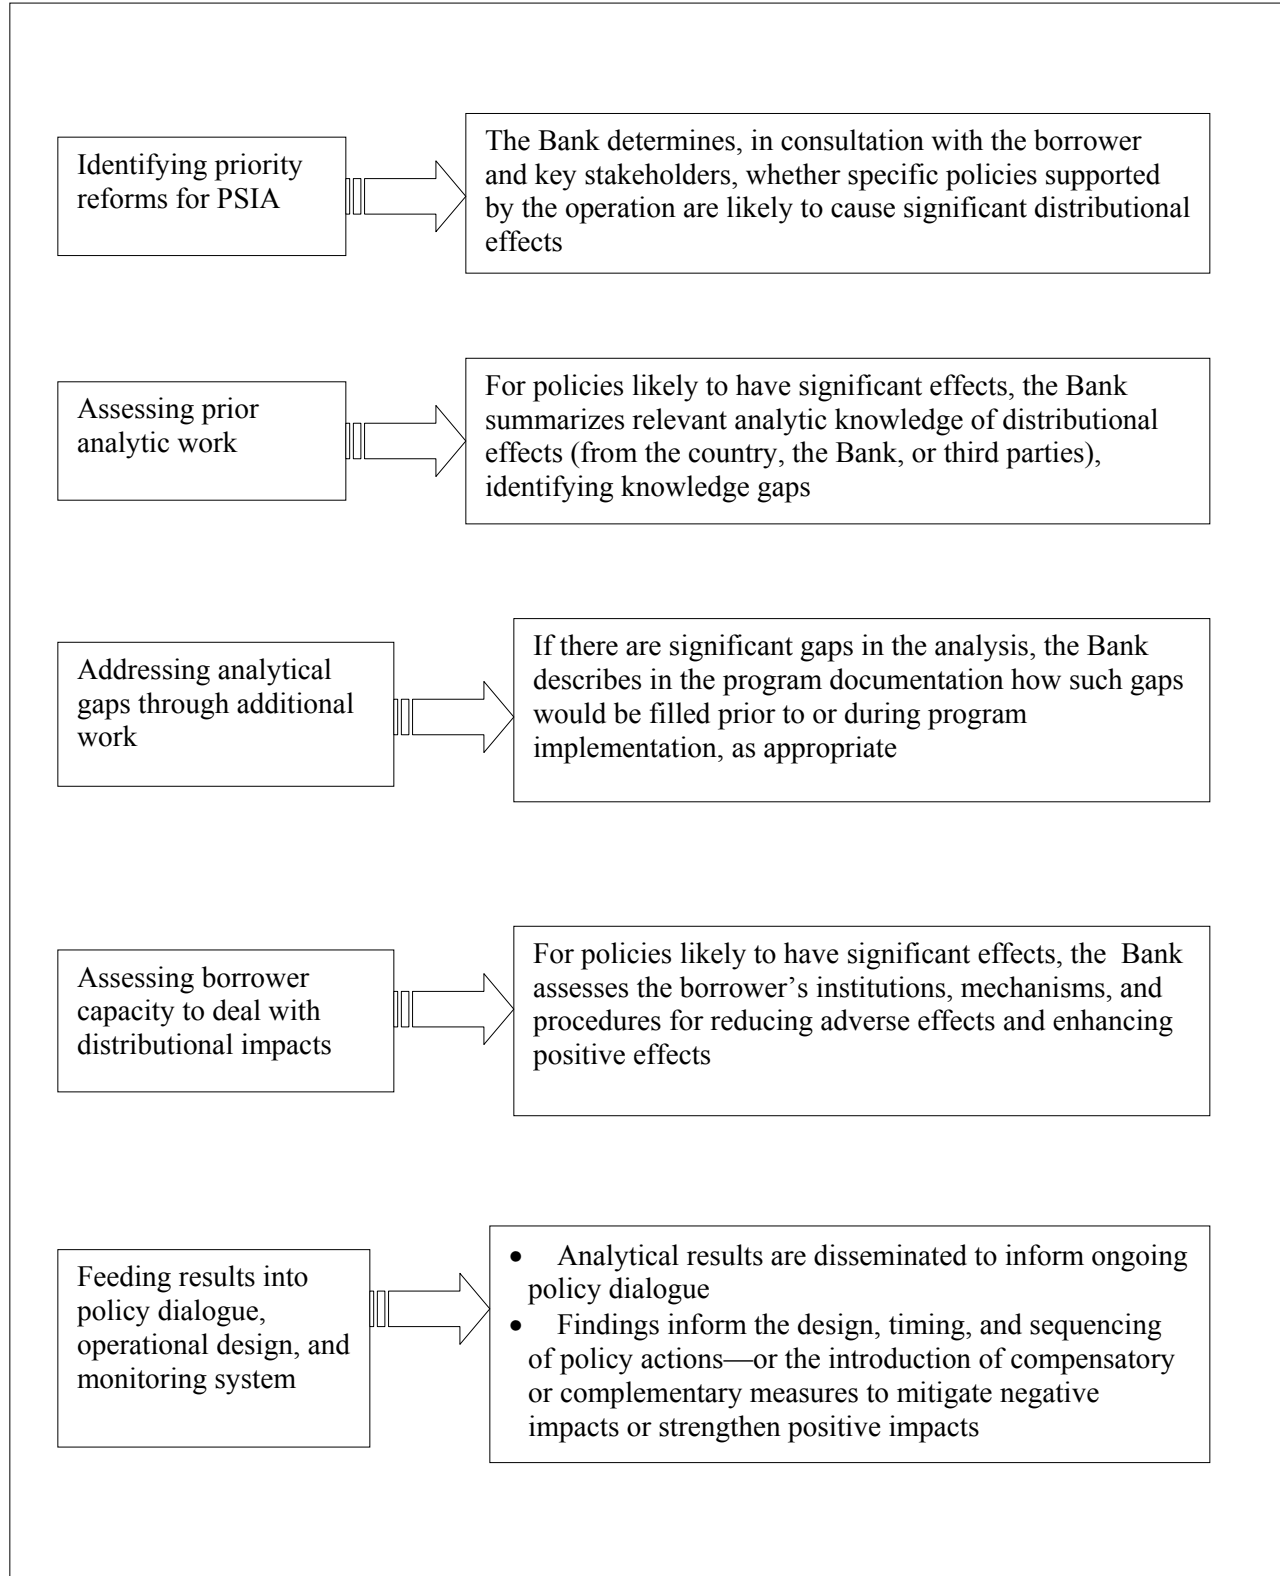 Identifying priority
reforms for PSIA
The Bank determines, in consultation with the borrower
and key stakeholders, whether specific policies supported
by the operation are likely to cause significant distributional
effects
Assessing prior
analytic work
For policies likely to have significant effects, the Bank
summarizes relevant analytic knowledge of distributional
effects (from the country, the Bank, or third parties),
identifying knowledge gaps
Addressing analytical
gaps through additional
work
If there are significant gaps in the analysis, the Bank
describes in the program documentation how such gaps
would be filled prior to or during program
implementation, as appropriate
Assessing borrower
capacity to deal with
distributional impacts
For policies likely to have significant effects, the  Bank
assesses the borrower’s institutions, mechanisms, and
procedures for reducing adverse effects and enhancing
positive effects
Feeding results into
policy dialogue,
operational design, and
monitoring system
• Analytical results are disseminated to inform ongoing
policy dialogue
• Findings inform the design, timing, and sequencing
of policy actions—or the introduction of compensatory
or complementary measures to mitigate negative
impacts or strengthen positive impacts